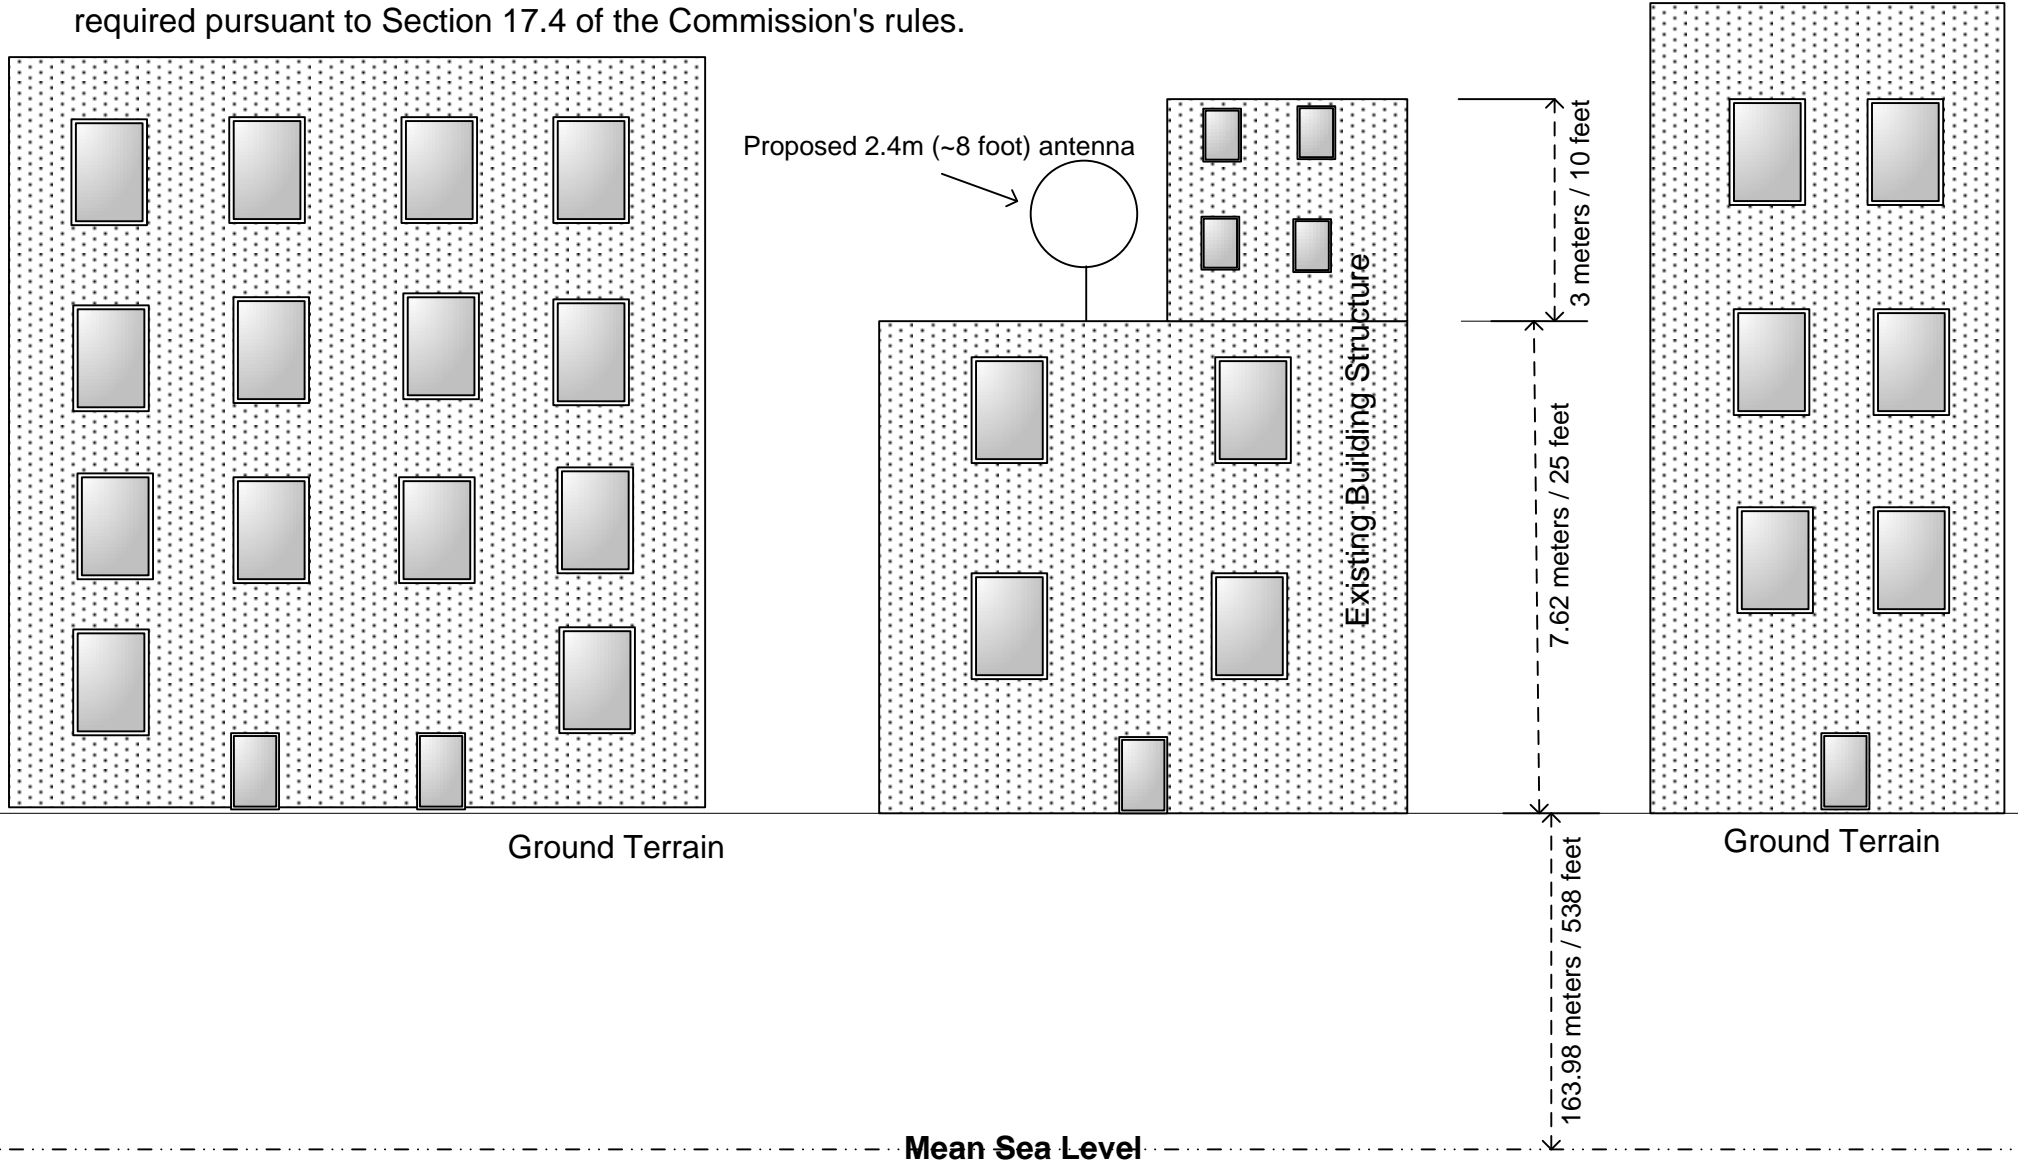 required pursuant to Section 17.4 of the Commission's rules.
Proposed 2.4m (~8 foot) antenna
3 meters / 10 feet
Existing Building Structure
7.62 meters / 25 feet
Ground Terrain
Ground Terrain
163.98 meters / 538 feet
Mean Sea Level